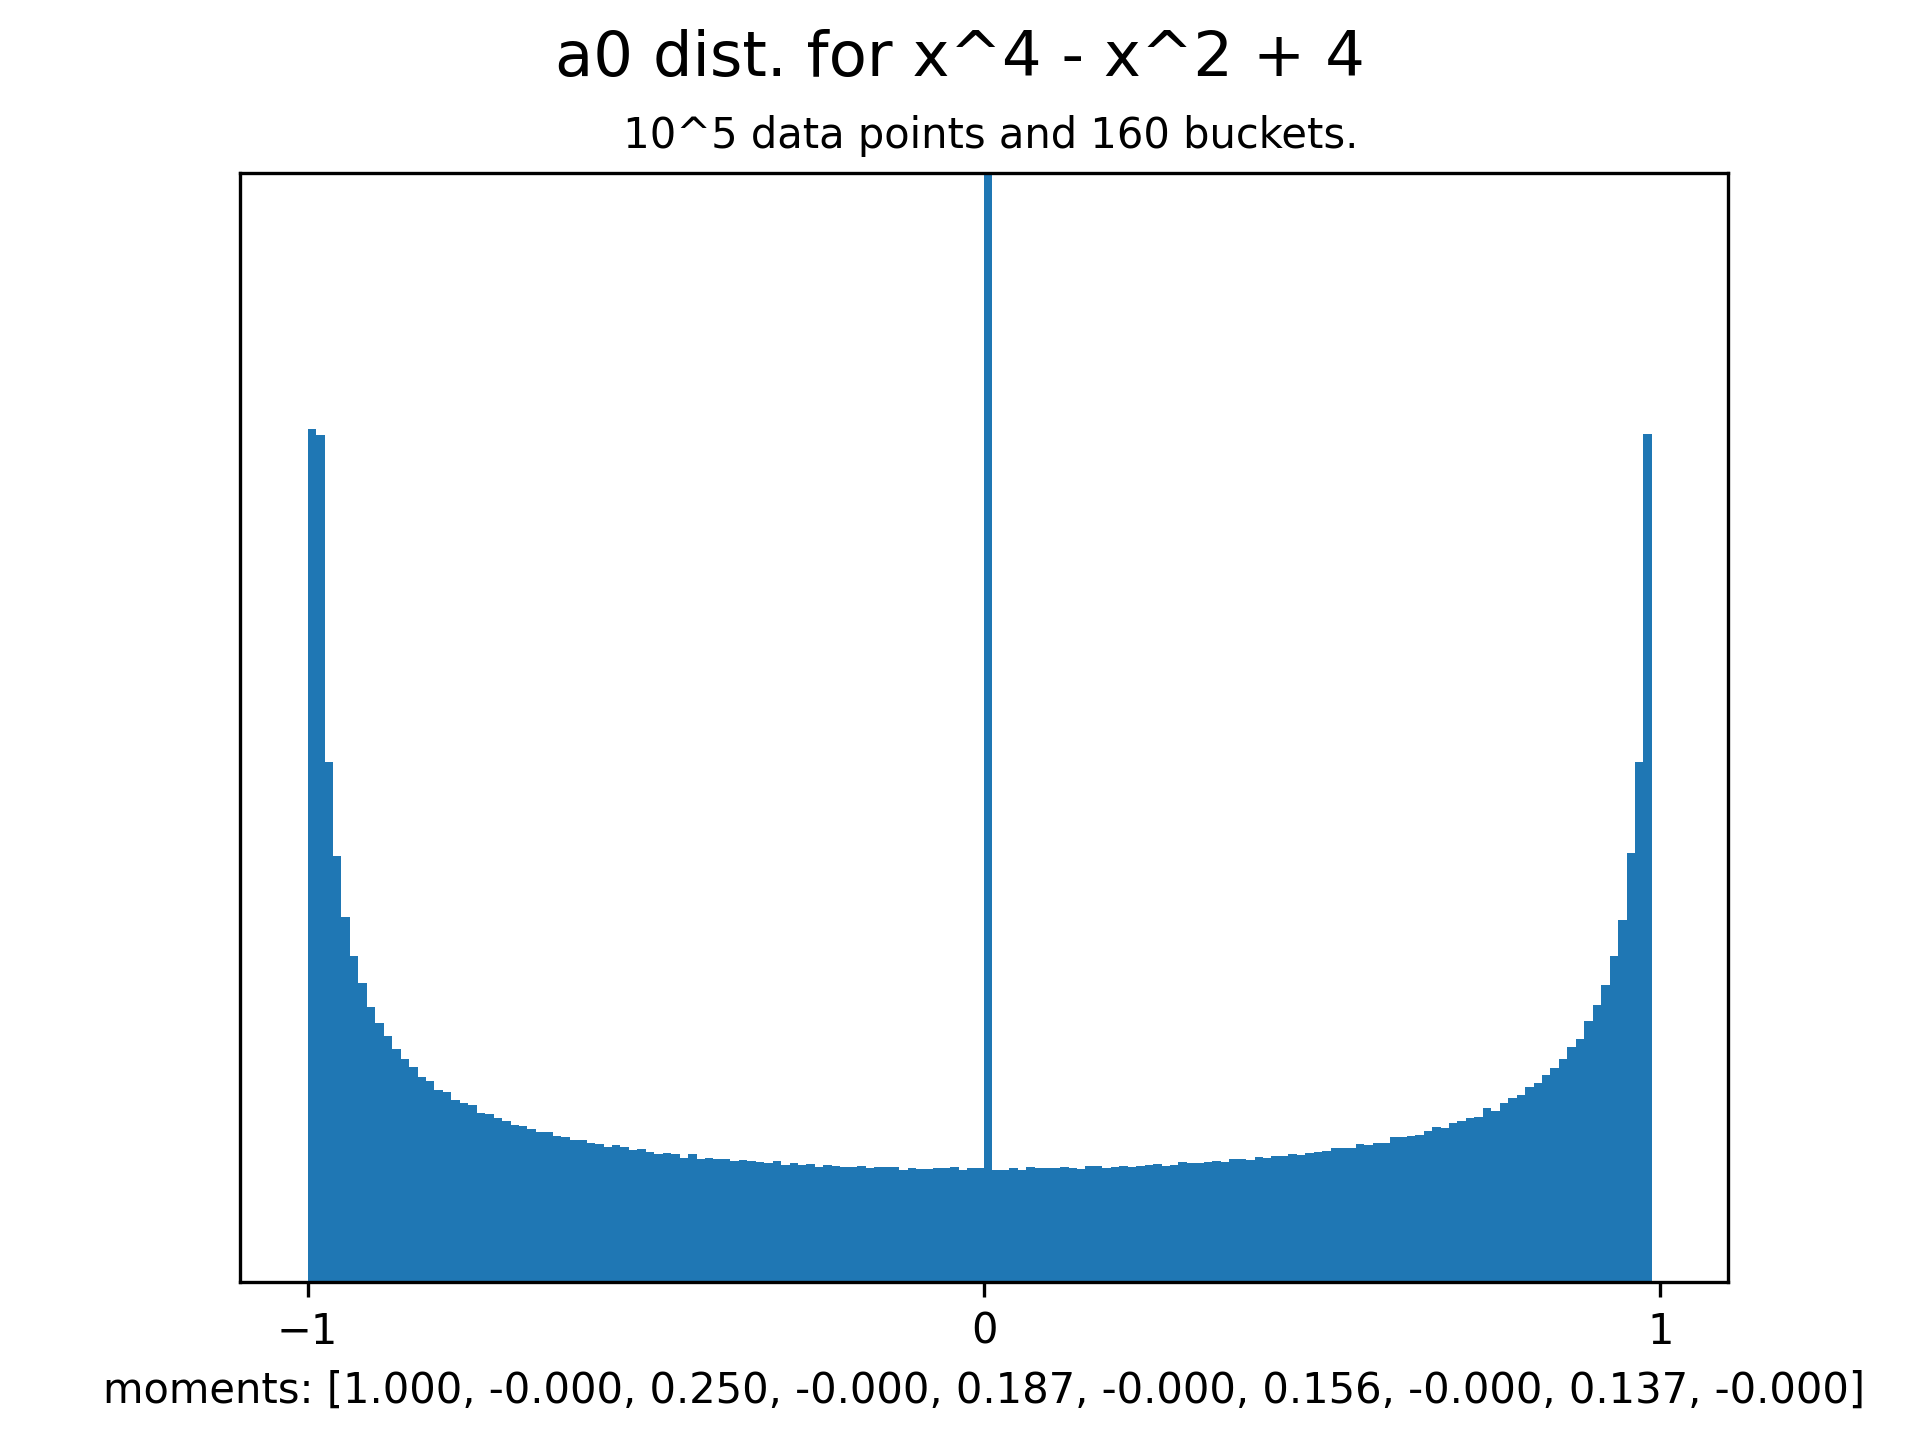 a0 dist. for x^4 - x^2 + 4
10^5 data points and 160 buckets.
−1 0 1
moments: [1.000, -0.000, 0.250, -0.000, 0.187, -0.000, 0.156, -0.000, 0.137, -0.000]